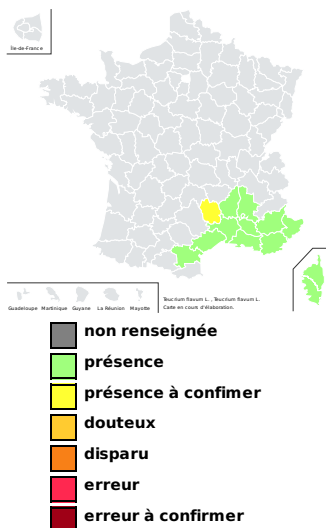 Île-de-France
Guadeloupe Martinique Guyane La Réunion Mayotte
Teucrium flavum L. , Teucrium flavum L.
Carte en cours d'élaboration.
non renseignée
présence
présence à confimer
douteux
disparu
erreur
erreur à confirmer